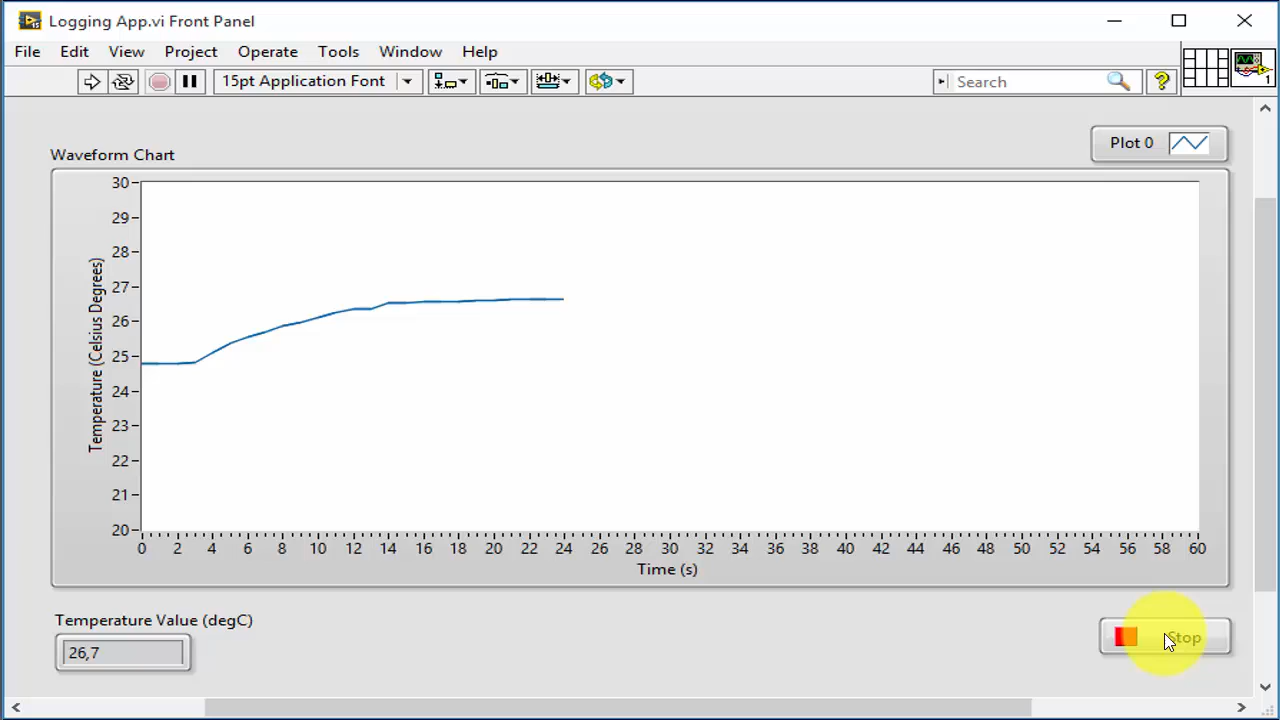 Logging App.vi Front Panel
File Edit View Project Operate Tools Window Help
15pt Application Font Search ? 1
Plot 0
Waveform Chart
30
29
28
27
26
25
24
23
22
21
20
Temperature (Celsius Degrees)
0 2 4 6 8 10 12 14 16 18 20 22 24 26 28 30 32 34 36 38 40 42 44 46 48 50 52 54 56 58 60
Time (s)
Temperature Value (degC)
26,7
Stop